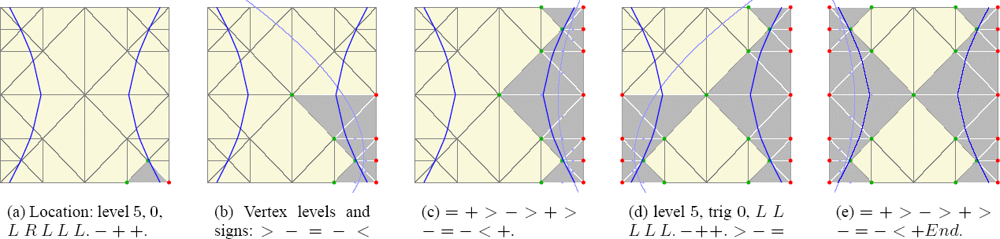 (a) Location: level 5, 0,
L R L L L. − + +.
(b) Vertex levels and
signs: > − = − <
(c) = + > − > + >
− = − < +.
(d) level 5, trig 0, L L
L L L. − + +. > − =
(e) = + > − > + >
− = − < +End.